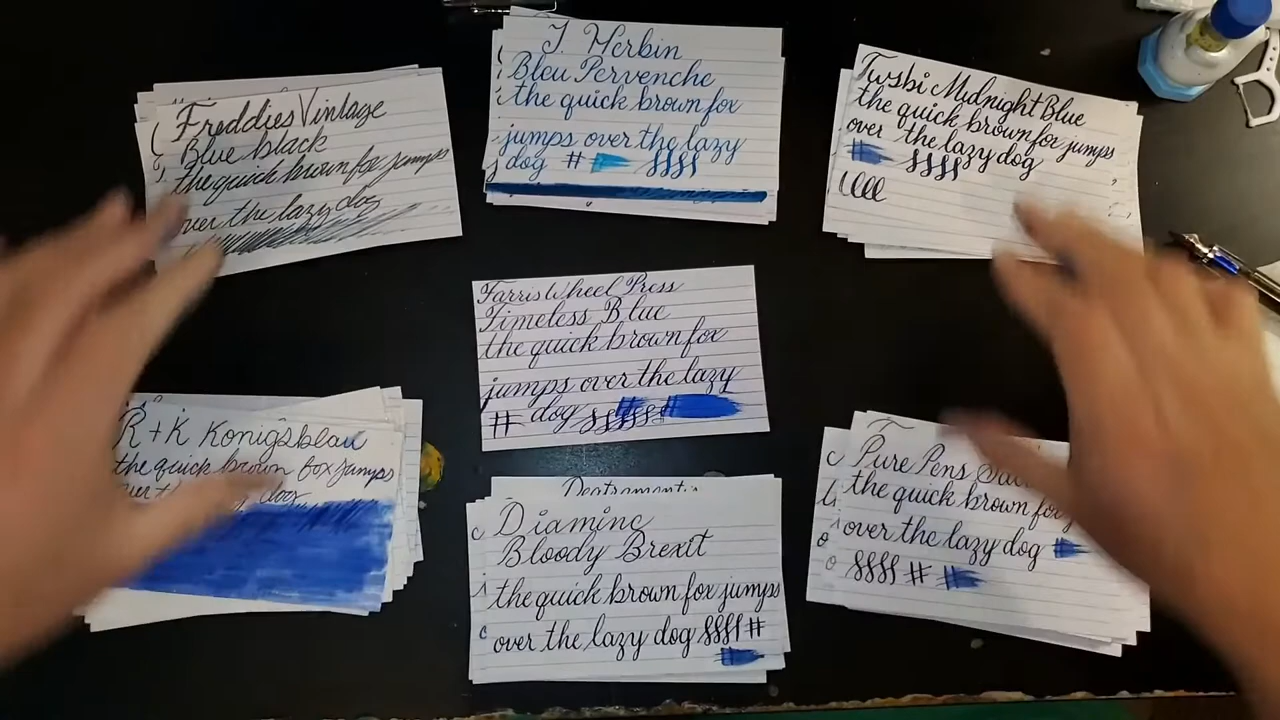 Freddies Vintage
Blue black
the quick brown fox jumps
over the lazy dog
J. Herbin
Bleu Pervenche
the quick brown fox
jumps over the lazy
dog #
Twsbi Midnight Blue
the quick brown fox jumps
over the lazy dog
Farris Wheel Press
Timeless Blue
the quick brown fox
jumps over the lazy
# dog
R+K Konigsblau
the quick brown fox jumps
over the lazy dog
Diamine
Bloody Brexit
the quick brown fox jumps
over the lazy dog #
Pure Pens
the quick brown fox
over the lazy dog
#